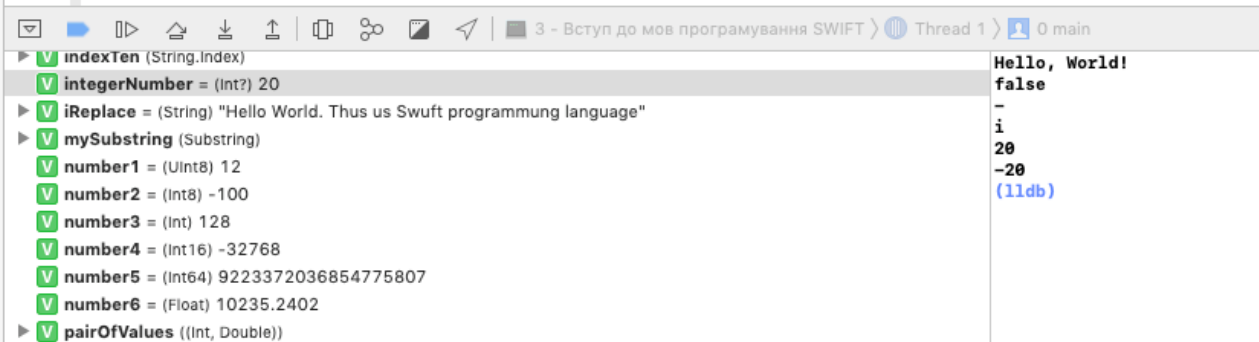 3 - Вступ до мов програмування SWIFT 〉 Thread 1 〉 0 main
V indexTen (String.Index)
V integerNumber = (Int?) 20
V iReplace = (String) "Hello World. Thus us Swuft programmung language"
V mySubstring (Substring)
V number1 = (UInt8) 12
V number2 = (Int8) -100
V number3 = (Int) 128
V number4 = (Int16) -32768
V number5 = (Int64) 9223372036854775807
V number6 = (Float) 10235.2402
V pairOfValues ((Int, Double))
Hello, World!
false
-
i
20
-20
(lldb)